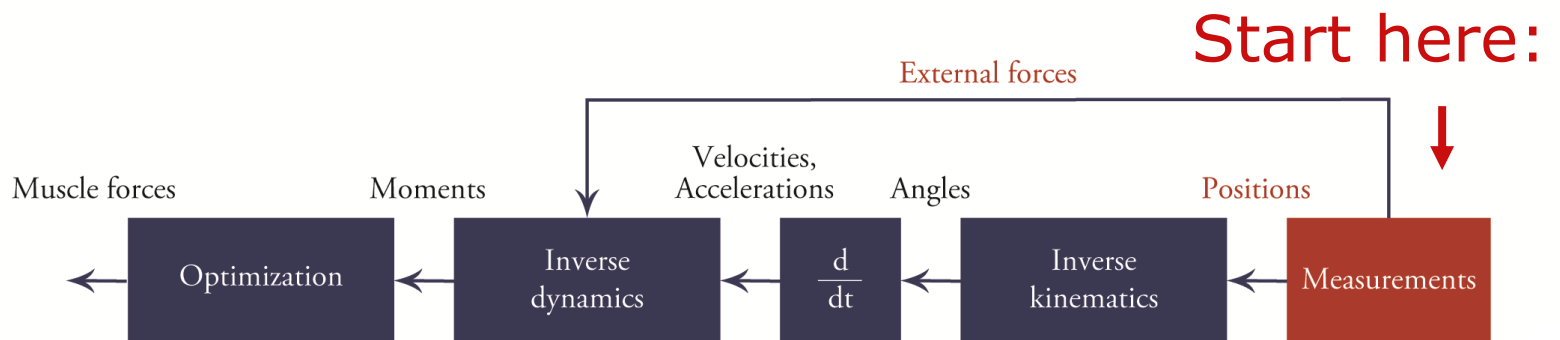 Start here:
External forces
Velocities,
Muscle forces Moments Accelerations Angles Positions
Optimization
Inverse
dynamics
d
dt
Inverse
kinematics
Measurements